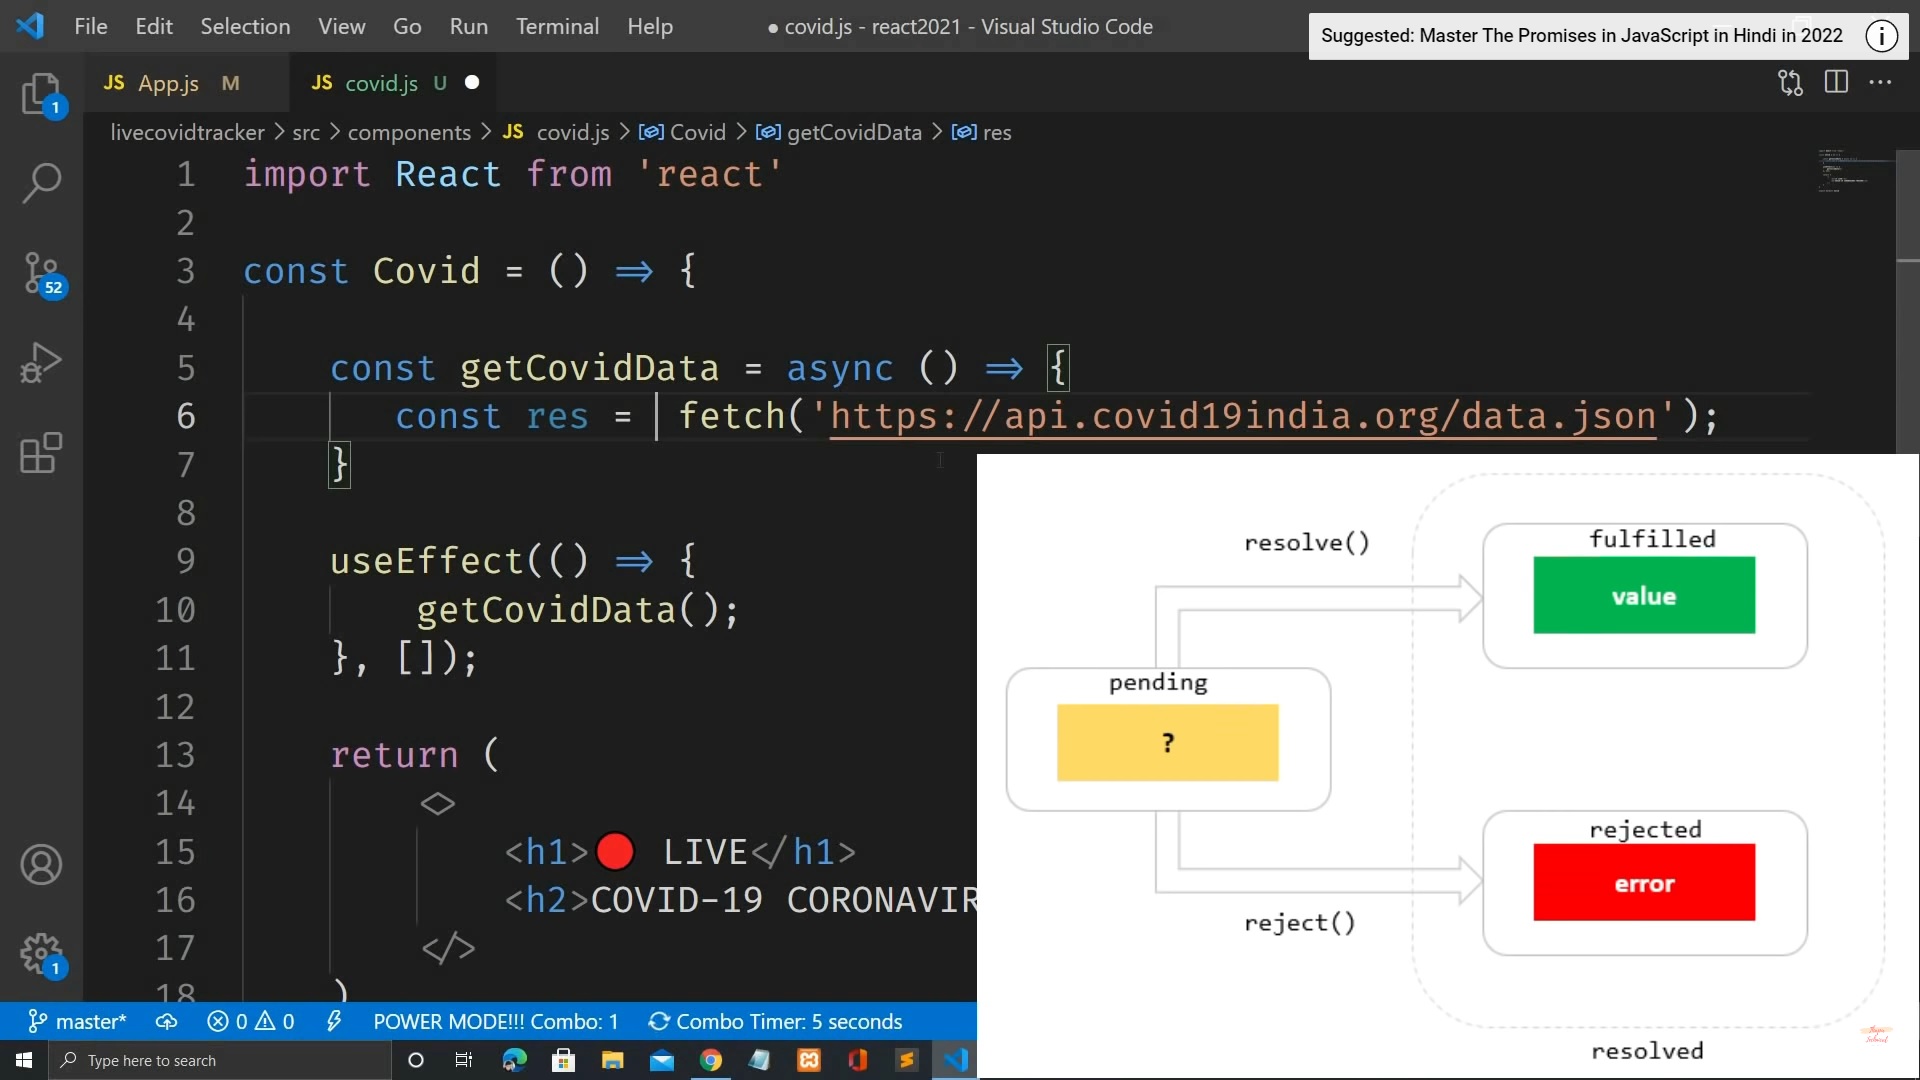 File Edit Selection View Go Run Terminal Help
● covid.js - react2021 - Visual Studio Code
Suggested: Master The Promises in JavaScript in Hindi in 2022
JS App.js M
JS covid.js U
livecovidtracker > src > components > JS covid.js > Covid > getCovidData > res
1 import React from 'react'
2
3 const Covid = () => {
4
5 const getCovidData = async () => {
6 const res = fetch('https://api.covid19india.org/data.json');
7 }
8
9 useEffect(() => {
10 getCovidData();
11 }, []);
12
13 return (
14 <>
15 <h1>🔴 LIVE</h1>
16 <h2>COVID-19 CORONAVIR
17 </>
18 )
1
52
1
resolve()
fulfilled
value
pending
?
rejected
error
reject()
resolved
master* 0 0 POWER MODE!!! Combo: 1 Combo Timer: 5 seconds
Type here to search